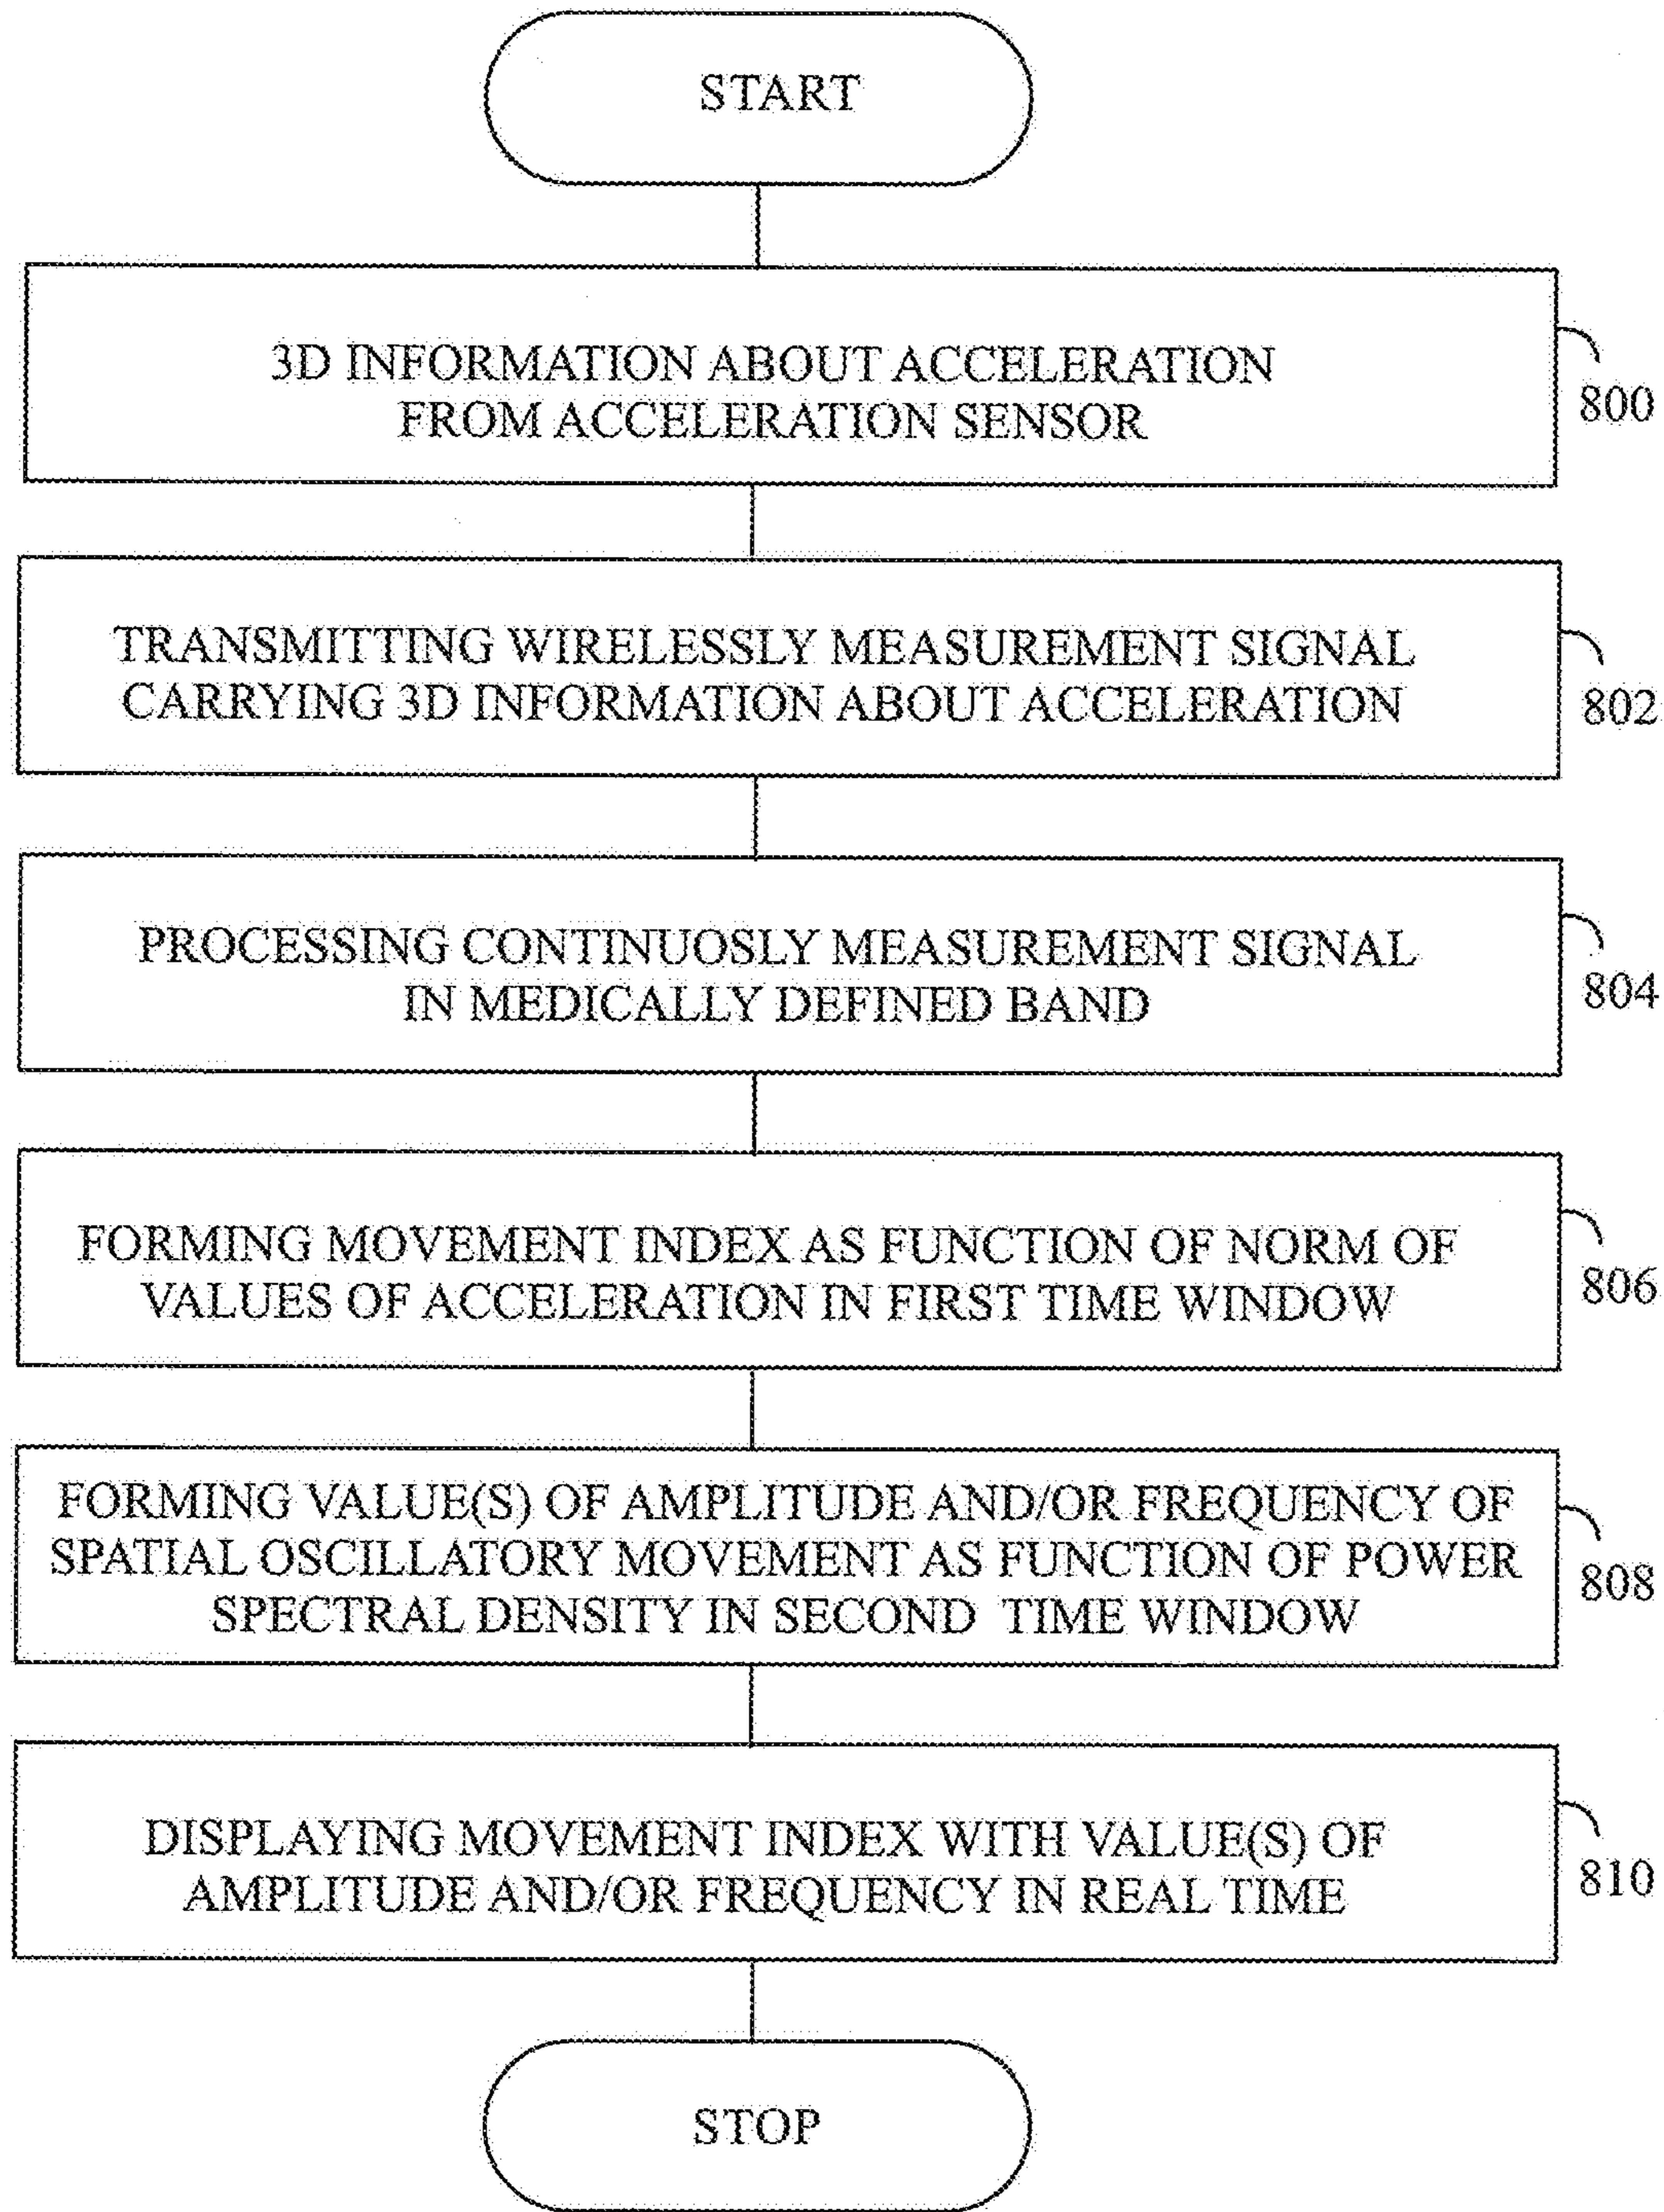 START
3D INFORMATION ABOUT ACCELERATION
FROM ACCELERATION SENSOR
800
TRANSMITTING WIRELESSLY MEASUREMENT SIGNAL
CARRYING 3D INFORMATION ABOUT ACCELERATION
802
PROCESSING CONTINUOSLY MEASUREMENT SIGNAL
IN MEDICALLY DEFINED BAND
804
FORMING MOVEMENT INDEX AS FUNCTION OF NORM OF
VALUES OF ACCELERATION IN FIRST TIME WINDOW
806
FORMING VALUE(S) OF AMPLITUDE AND/OR FREQUENCY OF
SPATIAL OSCILLATORY MOVEMENT AS FUNCTION OF POWER
SPECTRAL DENSITY IN SECOND TIME WINDOW
808
DISPLAYING MOVEMENT INDEX WITH VALUE(S) OF
AMPLITUDE AND/OR FREQUENCY IN REAL TIME
810
STOP